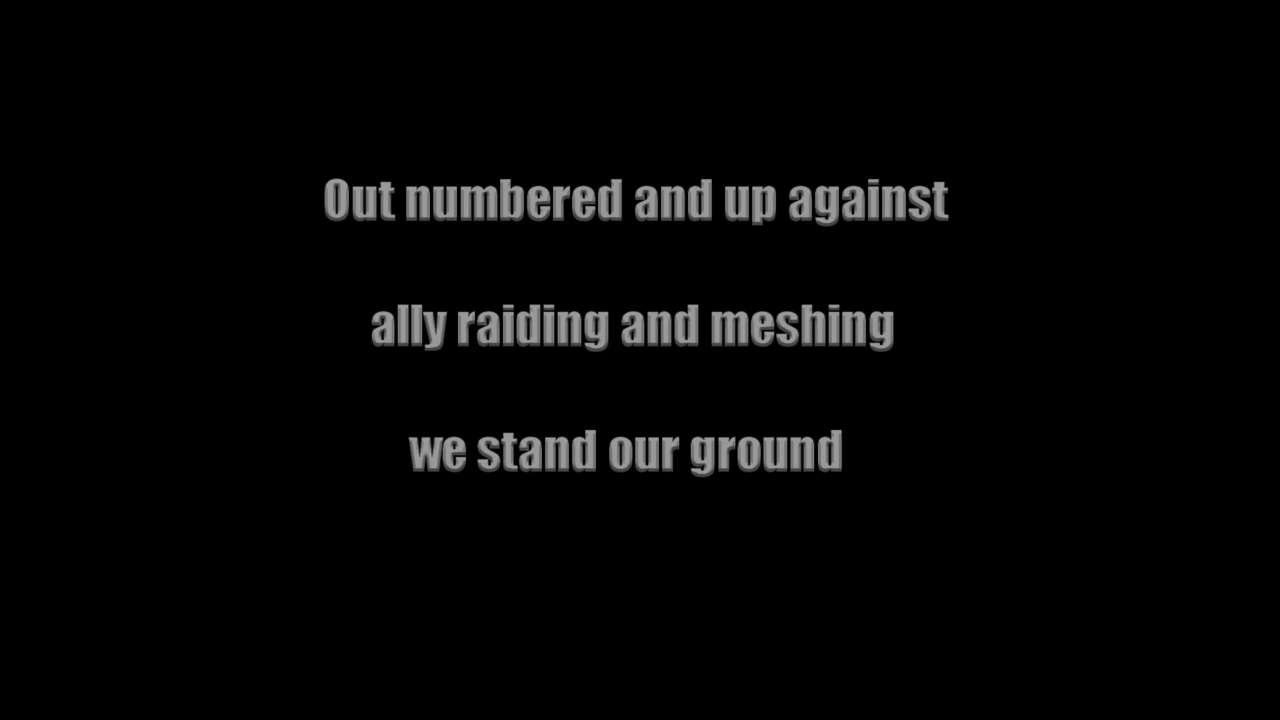 Out numbered and up against
ally raiding and meshing
we stand our ground